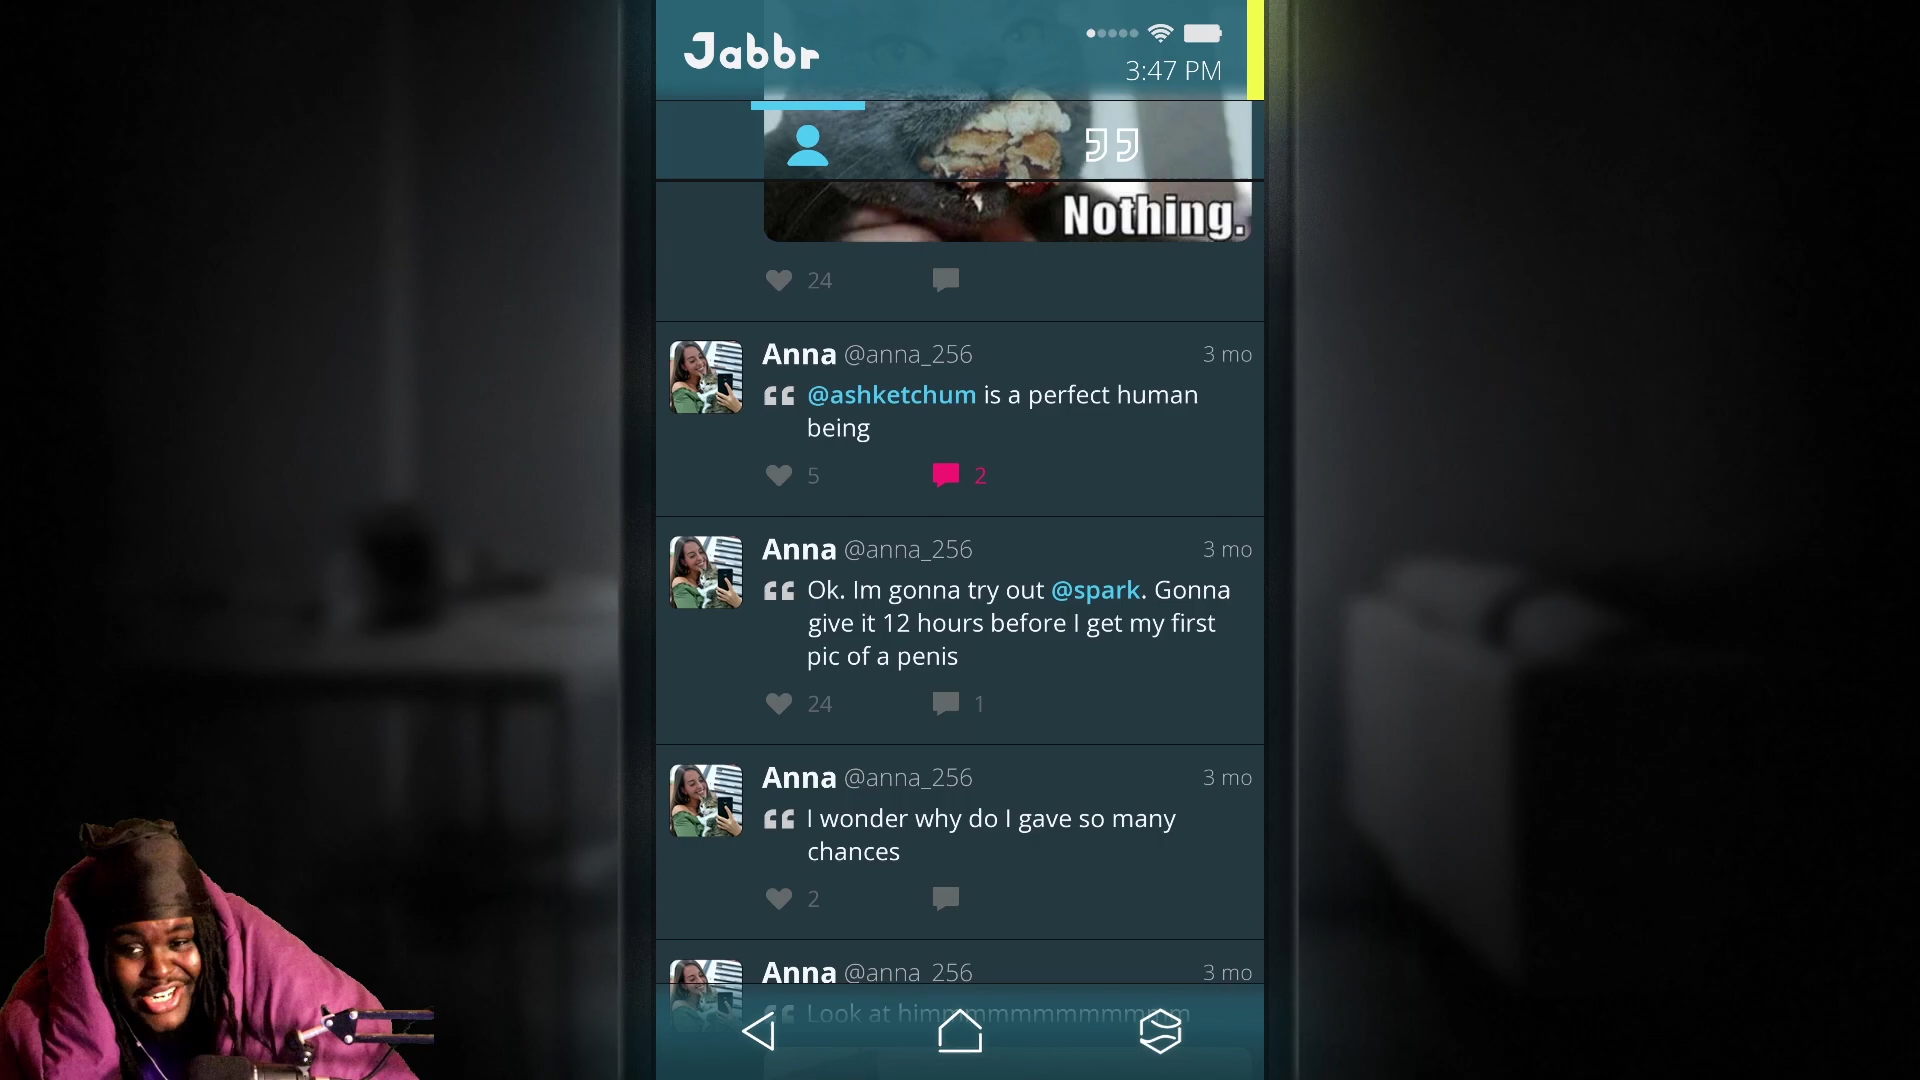 Jabbr
3:47 PM
Nothing.
24
Anna @anna_256 3 mo
@ashketchum is a perfect human
being
5 2
Anna @anna_256 3 mo
Ok. Im gonna try out @spark. Gonna
give it 12 hours before I get my first
pic of a penis
24 1
Anna @anna_256 3 mo
I wonder why do I gave so many
chances
2
Anna @anna_256 3 mo